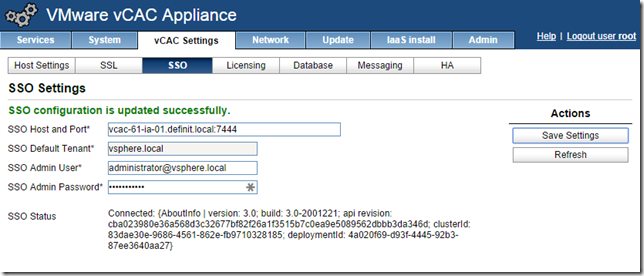 VMware vCAC Appliance
Services System vCAC Settings Network Update IaaS install Admin Help | Logout user root
Host Settings SSL SSO Licensing Database Messaging HA
SSO Settings
SSO configuration is updated successfully.
SSO Host and Port* vcac-61-ia-01.definit.local:7444
SSO Default Tenant* vsphere.local
SSO Admin User* administrator@vsphere.local
SSO Admin Password* •••••••••••
SSO Status Connected: {AboutInfo | version: 3.0; build: 3.0-2001221; api revision:
cba023980e36a568d3c32677bf82f26a1f3515b7c0ea9e5089562dbbb3da346d; clusterId:
83dae30e-9686-4561-862e-fb9710328185; deploymentId: 4a020f69-d93f-4445-92b3-
87ee3640aa27}
Actions
Save Settings
Refresh